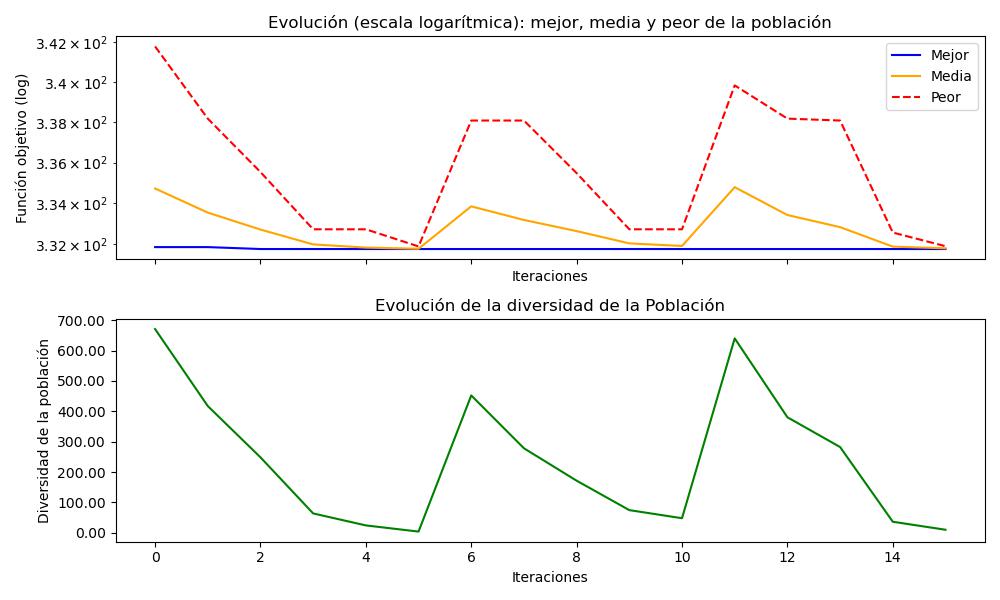 Evolución (escala logarítmica): mejor, media y peor de la población
Función objetivo (log)
3.42 × 10²
3.4 × 10²
3.38 × 10²
3.36 × 10²
3.34 × 10²
3.32 × 10²
Mejor
Media
Peor
Iteraciones
Evolución de la diversidad de la Población
Diversidad de la población
700.00
600.00
500.00
400.00
300.00
200.00
100.00
0.00
0 2 4 6 8 10 12 14
Iteraciones